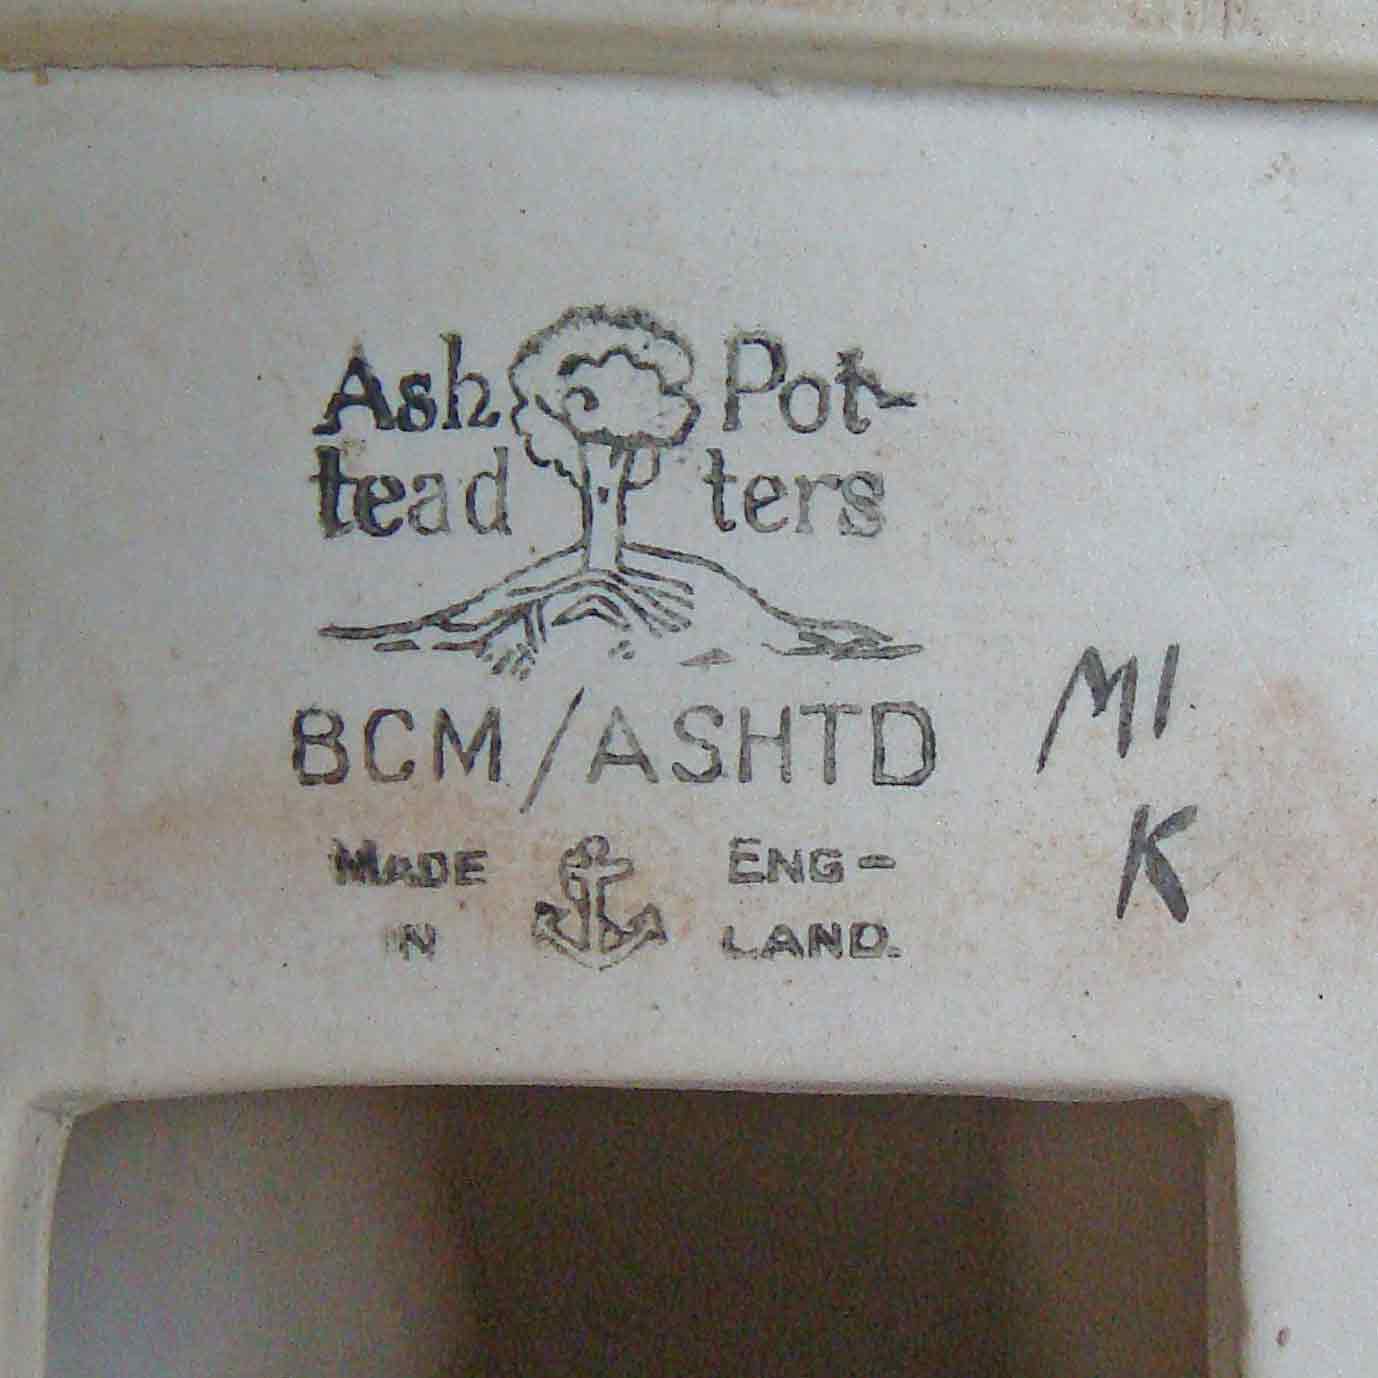 Ash Pot-
tead ters
BCM/ASHTD
MADE ENG-
IN LAND.
M1
K